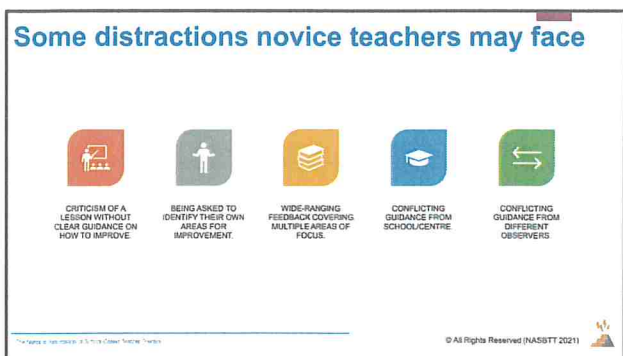 Some distractions novice teachers may face
CRITICISM OF A
LESSON WITHOUT
CLEAR GUIDANCE ON
HOW TO IMPROVE.
BEING ASKED TO
IDENTIFY THEIR OWN
AREAS FOR
IMPROVEMENT.
WIDE-RANGING
FEEDBACK COVERING
MULTIPLE AREAS OF
FOCUS.
CONFLICTING
GUIDANCE FROM
SCHOOL/CENTRE.
CONFLICTING
GUIDANCE FROM
DIFFERENT
OBSERVERS.
© All Rights Reserved (NASBTT 2021)